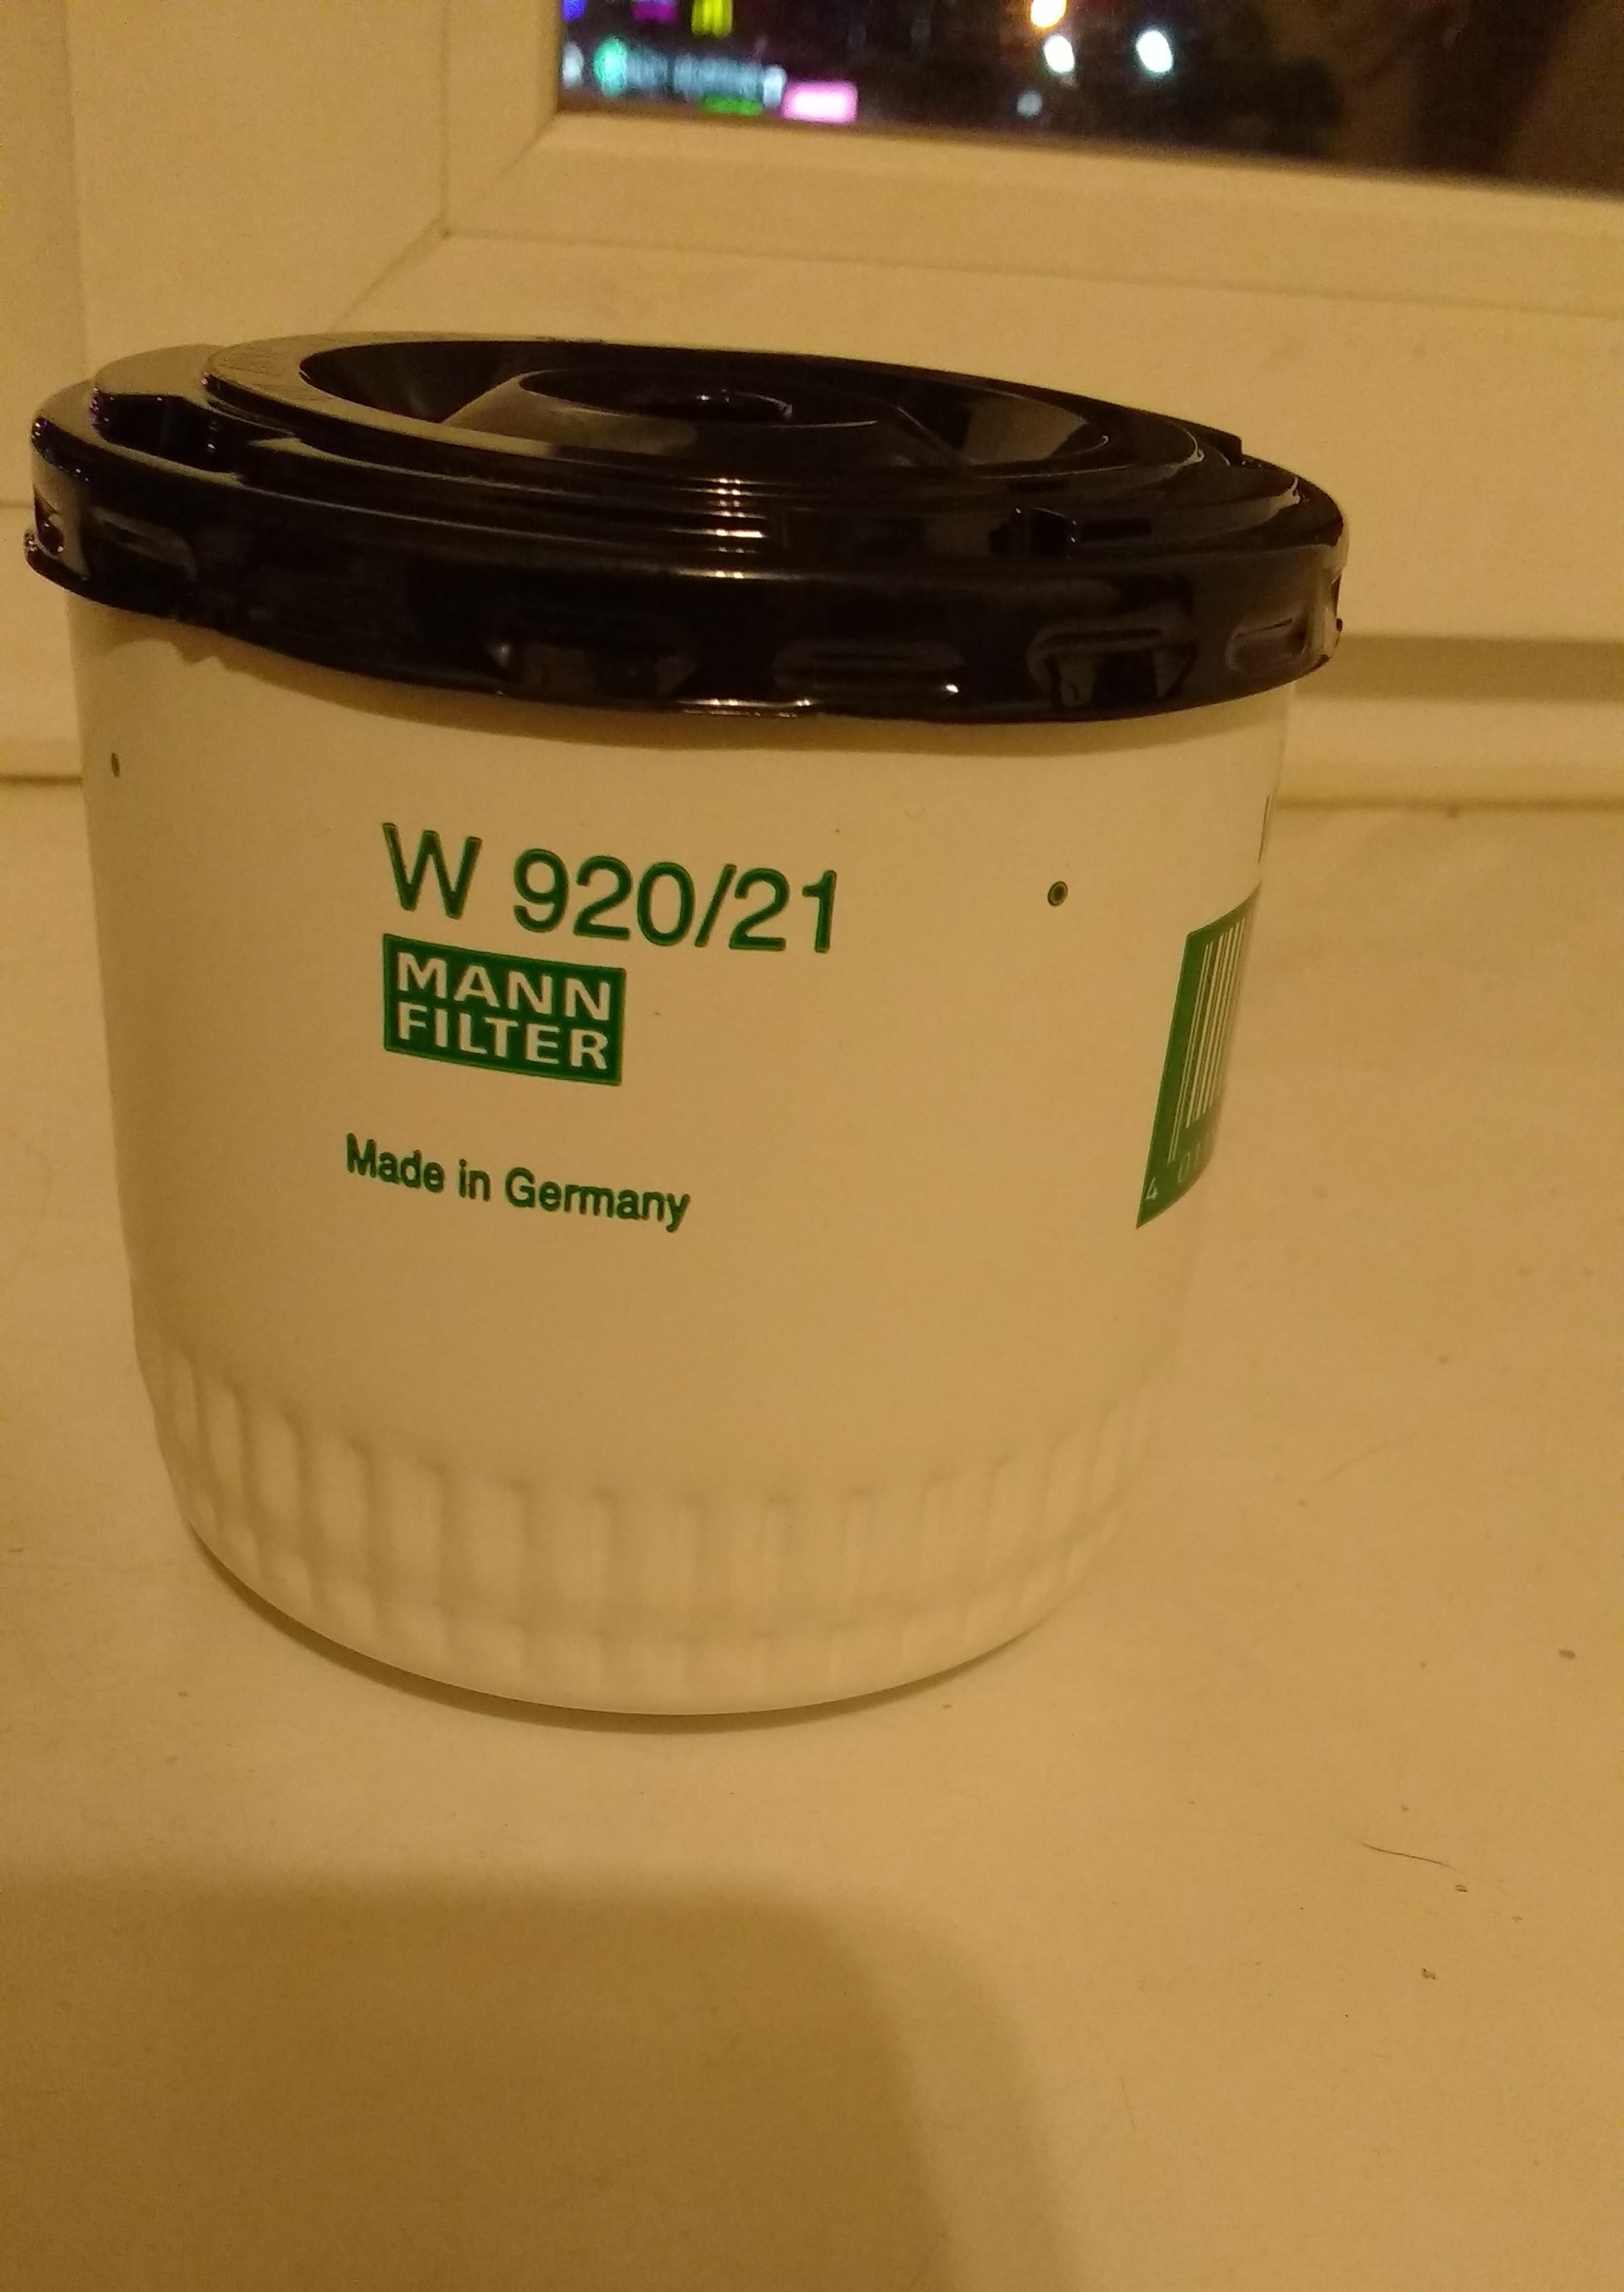 W 920/21
MANN
FILTER
Made in Germany